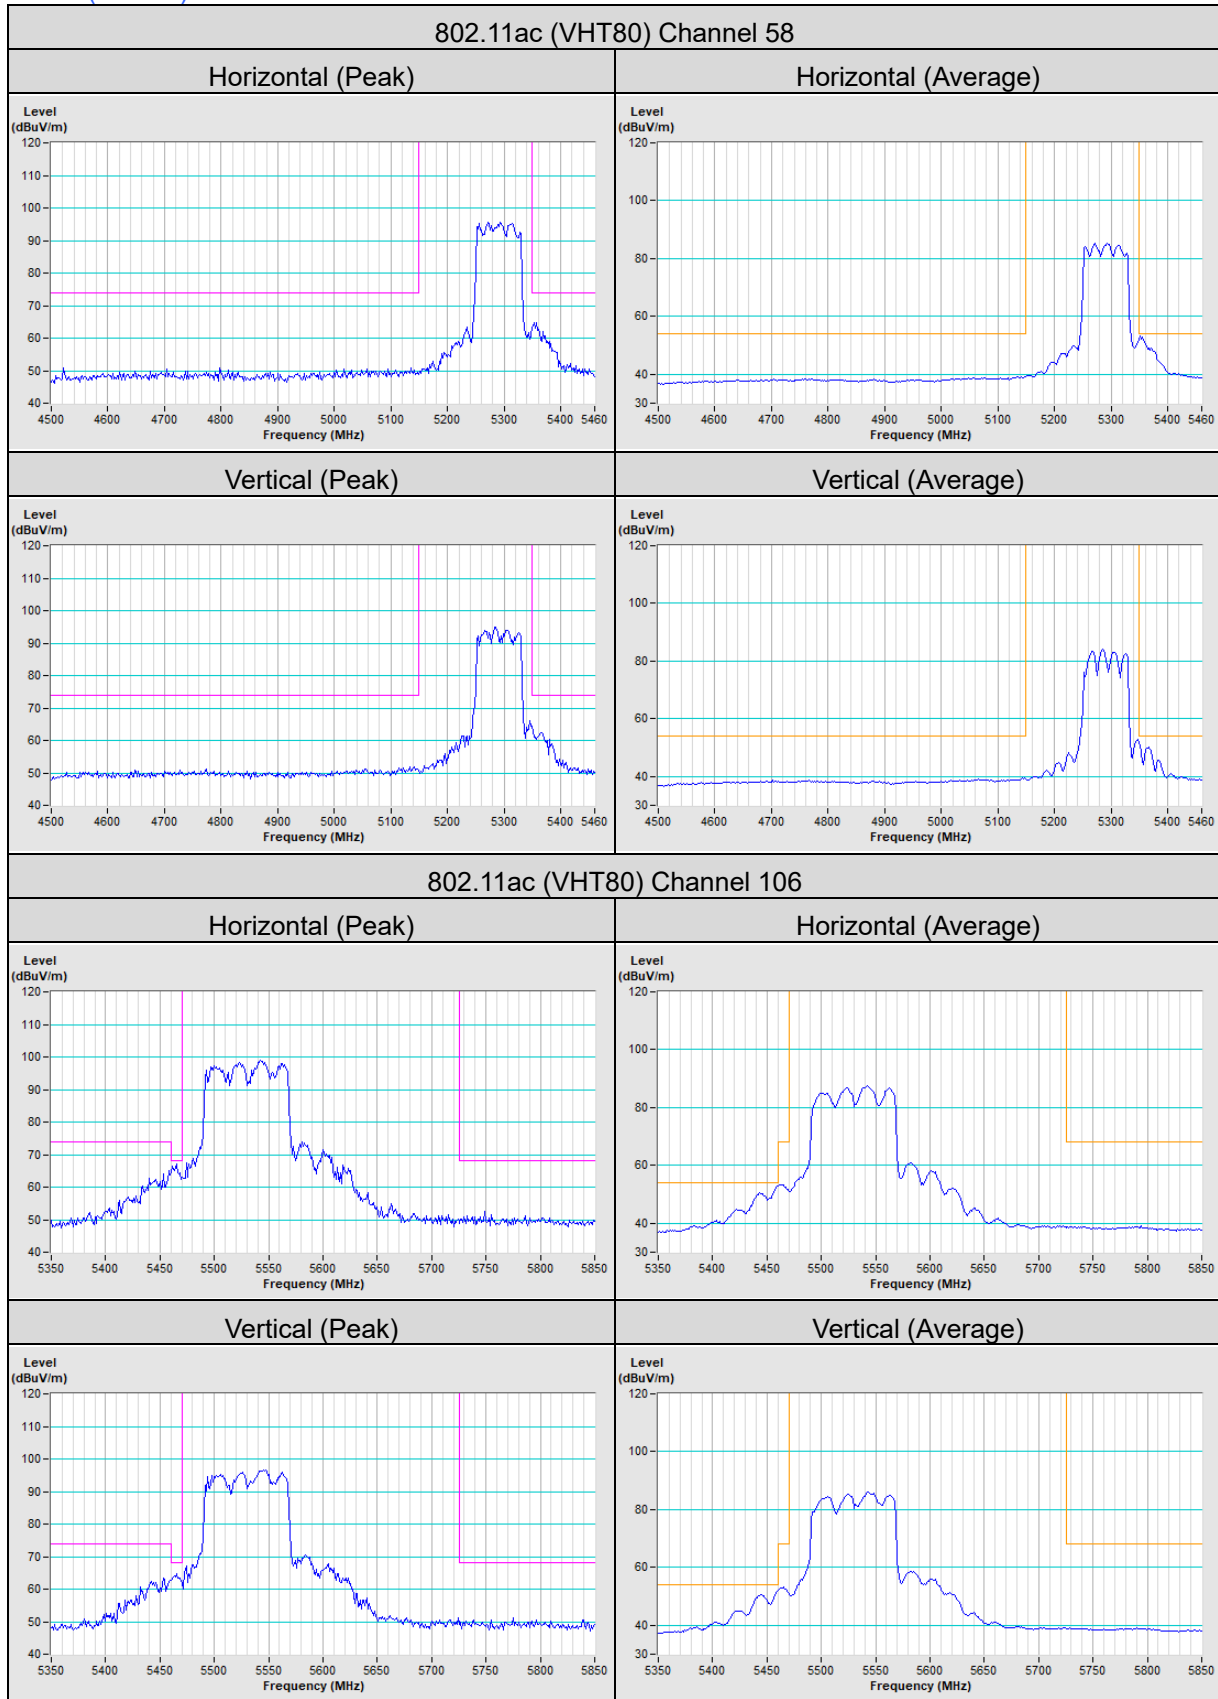 802.11ac (VHT80) Channel 58
Horizontal (Peak)
Horizontal (Average)
Level
(dBuV/m)
120
110
100
90
80
70
60
50
40
4500 4600 4700 4800 4900 5000 5100 5200 5300 5400 5460
Frequency (MHz)
Level
(dBuV/m)
120
100
80
60
40
30
4500 4600 4700 4800 4900 5000 5100 5200 5300 5400 5460
Frequency (MHz)
Vertical (Peak)
Vertical (Average)
Level
(dBuV/m)
120
110
100
90
80
70
60
50
40
4500 4600 4700 4800 4900 5000 5100 5200 5300 5400 5460
Frequency (MHz)
Level
(dBuV/m)
120
100
80
60
40
30
4500 4600 4700 4800 4900 5000 5100 5200 5300 5400 5460
Frequency (MHz)
802.11ac (VHT80) Channel 106
Horizontal (Peak)
Horizontal (Average)
Level
(dBuV/m)
120
110
100
90
80
70
60
50
40
5350 5400 5450 5500 5550 5600 5650 5700 5750 5800 5850
Frequency (MHz)
Level
(dBuV/m)
120
100
80
60
40
30
5350 5400 5450 5500 5550 5600 5650 5700 5750 5800 5850
Frequency (MHz)
Vertical (Peak)
Vertical (Average)
Level
(dBuV/m)
120
110
100
90
80
70
60
50
40
5350 5400 5450 5500 5550 5600 5650 5700 5750 5800 5850
Frequency (MHz)
Level
(dBuV/m)
120
100
80
60
40
30
5350 5400 5450 5500 5550 5600 5650 5700 5750 5800 5850
Frequency (MHz)